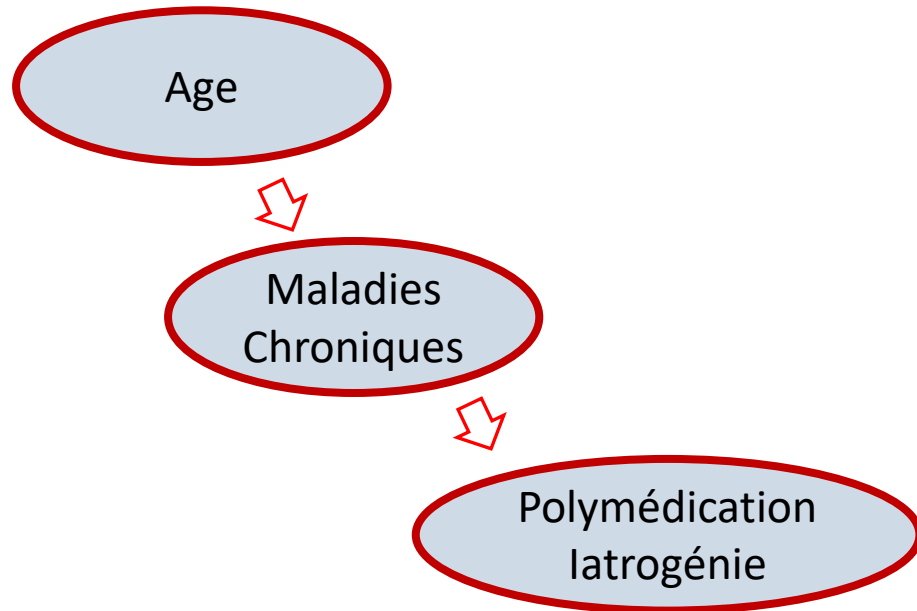 Age
Maladies
Chroniques
Polymédication
Iatrogénie